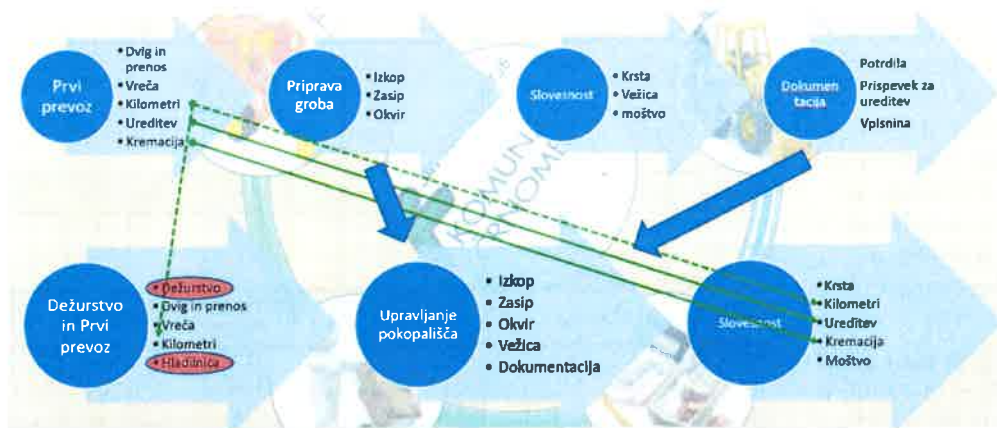 Prvi
prevoz
• Dvig in
prenos
• Vreča
• Kilometri
• Ureditev
• Kremacija
Priprava
groba
• Izkop
• Zasip
• Okvir
Slovesnost
• Krsta
• Vežica
• moštvo
Dokumen
tacija
Potrdila
Prispevek za
ureditev
Vpisnina
KOMUN
ORNOM
Dežurstvo
in Prvi
prevoz
• Dežurstvo
• Dvig in prenos
• Vreča
• Kilometri
• Hladilnica
Upravljanje
pokopališča
• Izkop
• Zasip
• Okvir
• Vežica
• Dokumentacija
Slovesnost
• Krsta
• Kilometri
• Ureditev
• Kremacija
• Moštvo